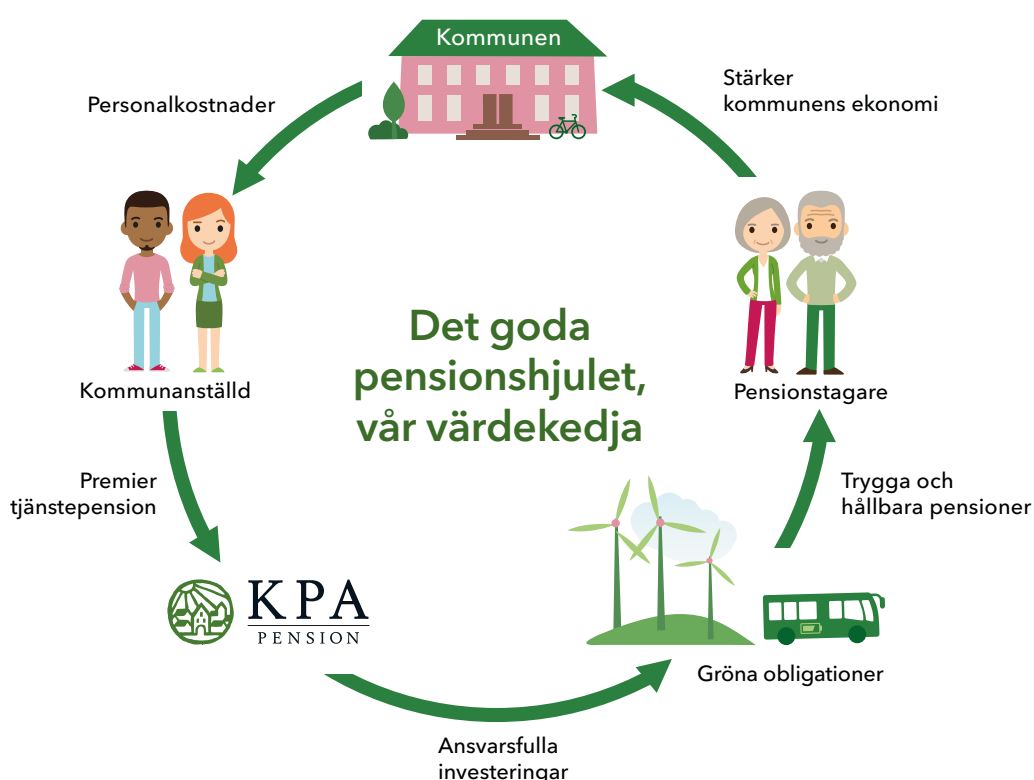 Kommunen
Personalkostnader
Stärker
kommunens ekonomi
Kommunanställd
Det goda
pensionshjulet,
vår värdekedja
Pensionstagare
Premier
tjänstepension
Trygga och
hållbara pensioner
KPA
PENSION
Gröna obligationer
Ansvarsfulla
investeringar